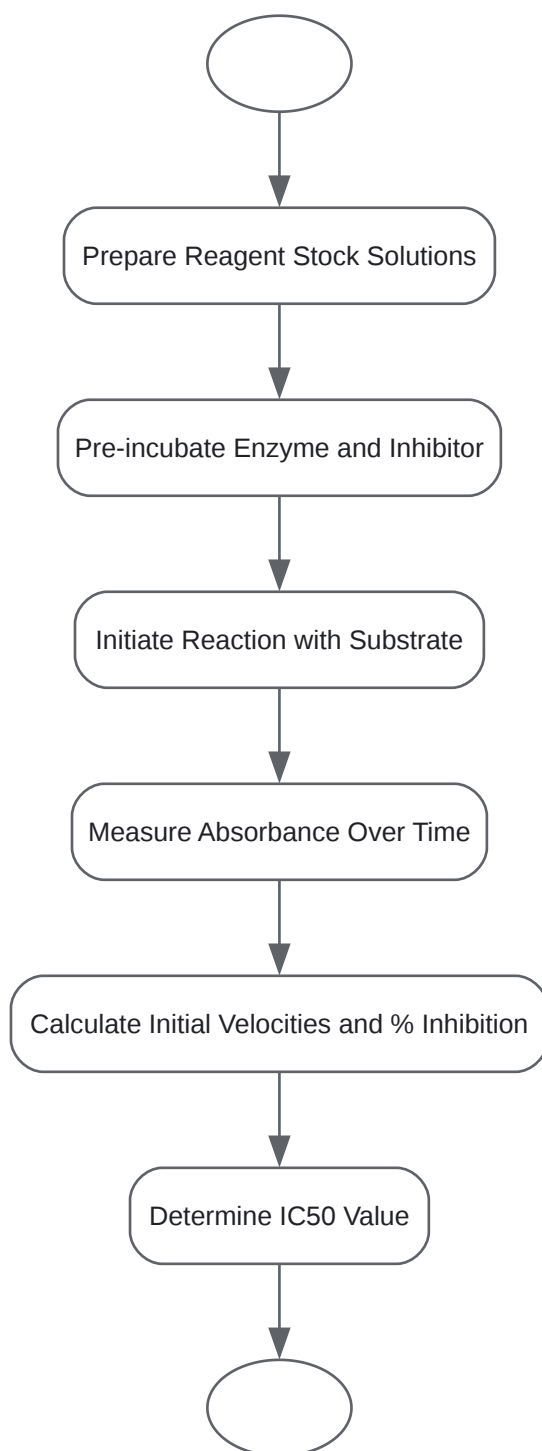 Prepare Reagent Stock Solutions
Pre-incubate Enzyme and Inhibitor
Initiate Reaction with Substrate
Measure Absorbance Over Time
Calculate Initial Velocities and % Inhibition
Determine IC50 Value